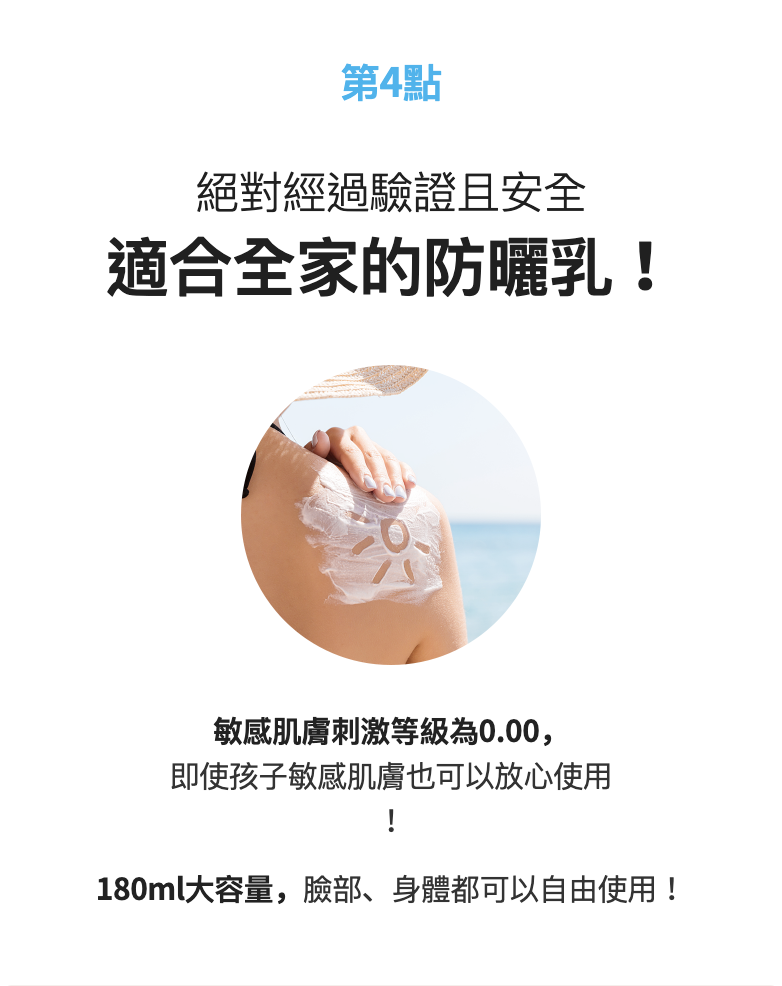 第4點
絕對經過驗證且安全
適合全家的防曬乳！
敏感肌膚刺激等級為0.00，
即使孩子敏感肌膚也可以放心使用
！
180ml大容量，臉部、身體都可以自由使用！